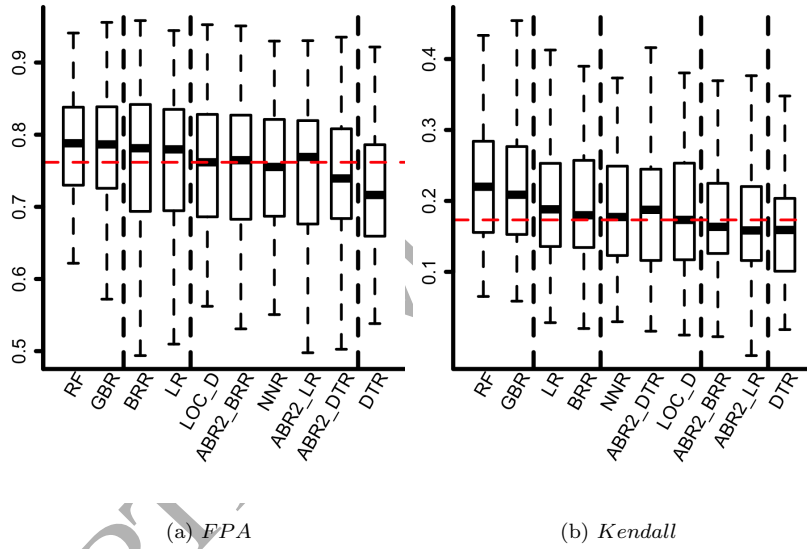 0.9
0.8
0.7
0.6
0.5
RF
GBR
BRR
LR
LOC_D
ABR2_BRR
NNR
ABR2_LR
ABR2_DTR
DTR
(a) FPA
0.4
0.3
0.2
0.1
RF
GBR
LR
BRR
NNR
ABR2_DTR
LOC_D
ABR2_BRR
ABR2_LR
DTR
(b) Kendall